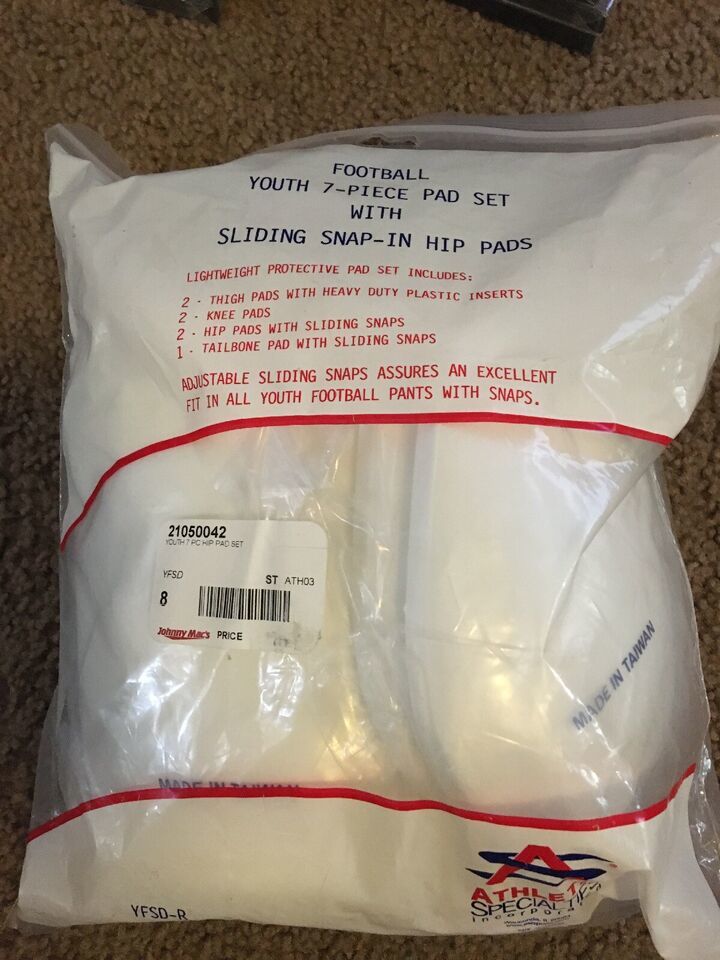 FOOTBALL
YOUTH 7-PIECE PAD SET
WITH
SLIDING SNAP-IN HIP PADS
LIGHTWEIGHT PROTECTIVE PAD SET INCLUDES:
2 - THIGH PADS WITH HEAVY DUTY PLASTIC INSERTS
2 - KNEE PADS
2 - HIP PADS WITH SLIDING SNAPS
1 - TAILBONE PAD WITH SLIDING SNAPS
ADJUSTABLE SLIDING SNAPS ASSURES AN EXCELLENT
FIT IN ALL YOUTH FOOTBALL PANTS WITH SNAPS.
21050042
YOUTH 7 PC HIP PAD SET
YFSD
ST ATH03
8
Johnny Mac's PRICE
MADE IN TAIWAN
MADE IN TAIWAN
YFSD-R
A
ATHLETIC
SPECIALTIES
Incorporated